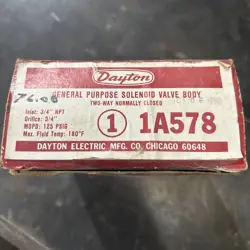 Dayton
76.06
GENERAL PURPOSE SOLENOID VALVE BODY
TWO-WAY NORMALLY CLOSED
Inlet: 3/4" NPT
Orifice: 3/4"
MOPD: 125 PSIG
Max. Fluid Temp: 180°F
1 1A578
DAYTON ELECTRIC MFG. CO. CHICAGO 60648